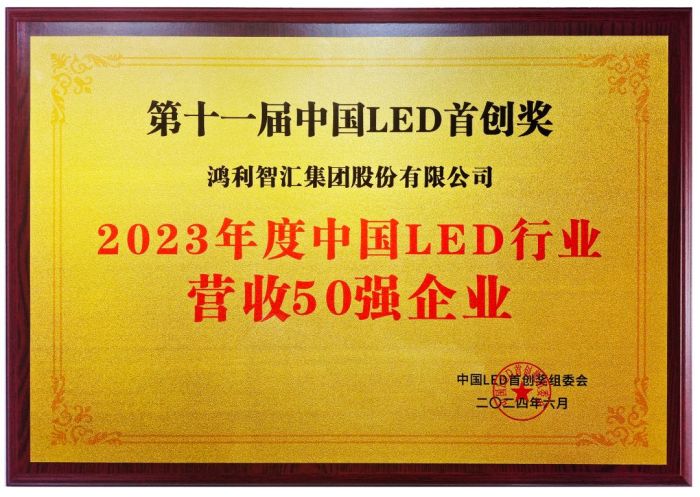 第十一届中国LED首创奖
鸿利智汇集团股份有限公司
2023年度中国LED行业
营收50强企业
中国LED首创奖组委会
二〇二四年六月